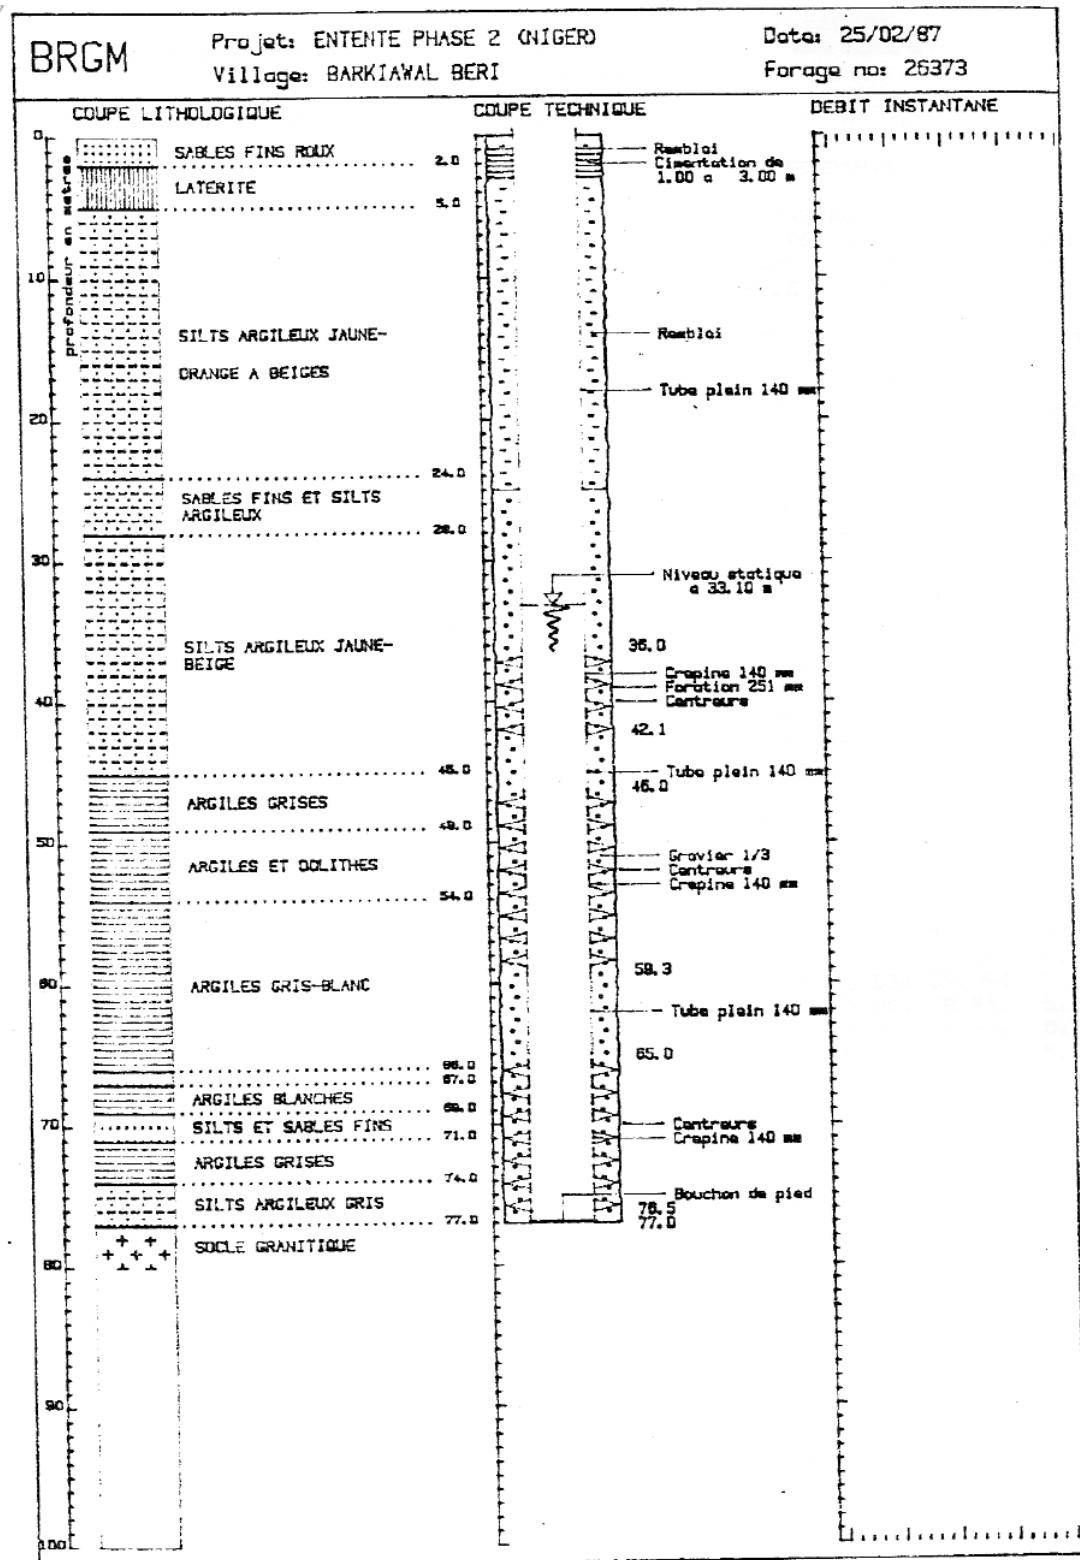 BRGM
Projet: ENTENTE PHASE 2 (NIGER)
Village: BARKIAWAL BERI
Date: 25/02/87
Forage no: 26373
COUPE LITHOLOGIQUE
COUPE TECHNIQUE
DEBIT INSTANTANE
profondeur en metres
0
10
20
30
40
50
60
70
80
90
100
SABLES FINS ROUX
2.0
LATERITE
5.0
SILTS ARGILEUX JAUNE-
ORANGE A BEIGES
24.0
SABLES FINS ET SILTS
ARGILEUX
28.0
SILTS ARGILEUX JAUNE-
BEIGE
45.0
ARGILES GRISES
49.0
ARGILES ET OOLITHES
54.0
ARGILES GRIS-BLANC
66.0
67.0
ARGILES BLANCHES
69.0
SILTS ET SABLES FINS
71.0
ARGILES GRISES
74.0
SILTS ARGILEUX GRIS
77.0
SOCLE GRANITIQUE
Remblai
Cimentation de
1.00 a 3.00 m
Remblai
Tube plein 140 mm
Niveau statique
a 33.10 m
36.0
Crepine 140 mm
Foration 251 mm
Centreurs
42.1
Tube plein 140 mm
46.0
Gravier 1/3
Centreurs
Crepine 140 mm
58.3
Tube plein 140 mm
65.0
Centreurs
Crepine 140 mm
Bouchon de pied
76.5
77.0